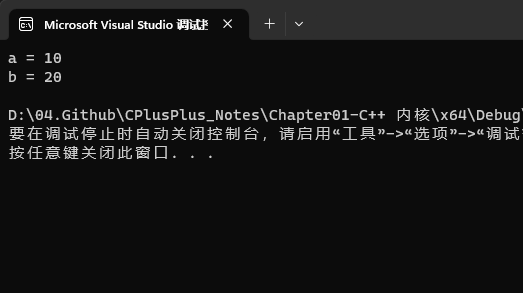 Microsoft Visual Studio 调试
a = 10
b = 20
D:\04.Github\CPlusPlus_Notes\Chapter01-C++ 内核\x64\Debug\
要在调试停止时自动关闭控制台，请启用“工具”->“选项”->“调试
按任意键关闭此窗口. . .